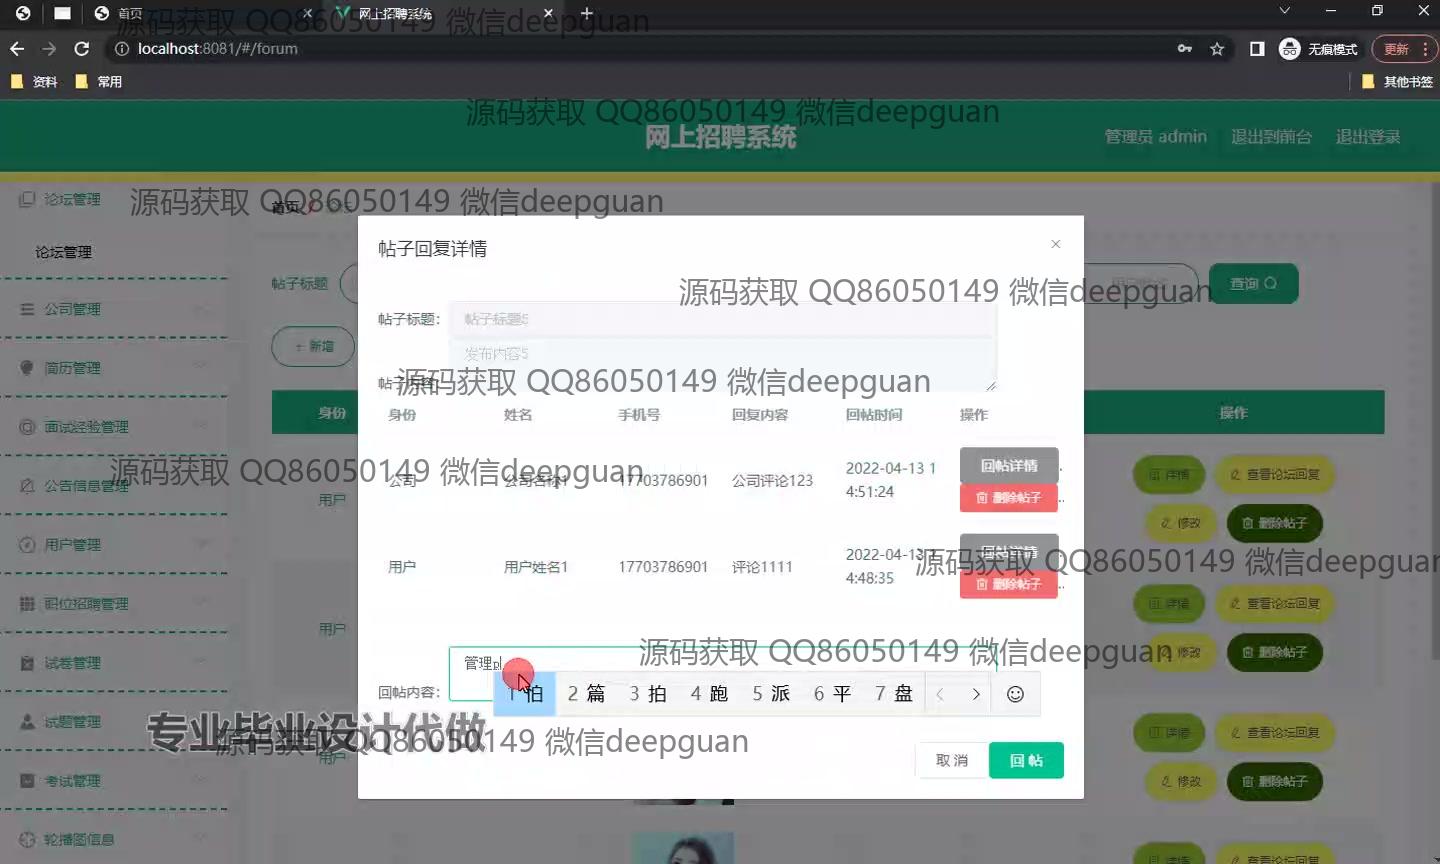 首页
网上招聘系统
localhost:8081/#/forum
无痕模式
更新
资料
常用
其他书签
源码获取 QQ86050149 微信deepguan
源码获取 QQ86050149 微信deepguan
网上招聘系统
管理员 admin
退出到前台
退出登录
论坛管理
源码获取 QQ86050149 微信deepguan
首页
论坛管理
帖子回复详情
帖子标题
查询
源码获取 QQ86050149 微信deepguan
公司管理
帖子标题:
帖子标题5
新增
发布内容5
简历管理
源码获取 QQ86050149 微信deepguan
身份
操作
身份
姓名
手机号
回复内容
回帖时间
操作
面试经验管理
源码获取 QQ86050149 微信deepguan
公司
公司名称1
17703786901
公司评论123
2022-04-13 1
4:51:24
回帖详情
删除帖子
详情
查看论坛回复
公告信息管理
用户
修改
删除帖子
用户管理
用户
用户姓名1
17703786901
评论1111
2022-04-13 1
4:48:35
回帖详情
删除帖子
源码获取 QQ86050149 微信deepguan
职位招聘管理
用户
详情
查看论坛回复
修改
删除帖子
试卷管理
源码获取 QQ86050149 微信deepguan
回帖内容:
管理pl
1 怕
2 篇
3 拍
4 跑
5 派
6 平
7 盘
试题管理
专业毕业设计代做
源码获取 QQ86050149 微信deepguan
用户
详情
查看论坛回复
取消
回帖
考试管理
修改
删除帖子
轮播图信息
详情
查看论坛回复